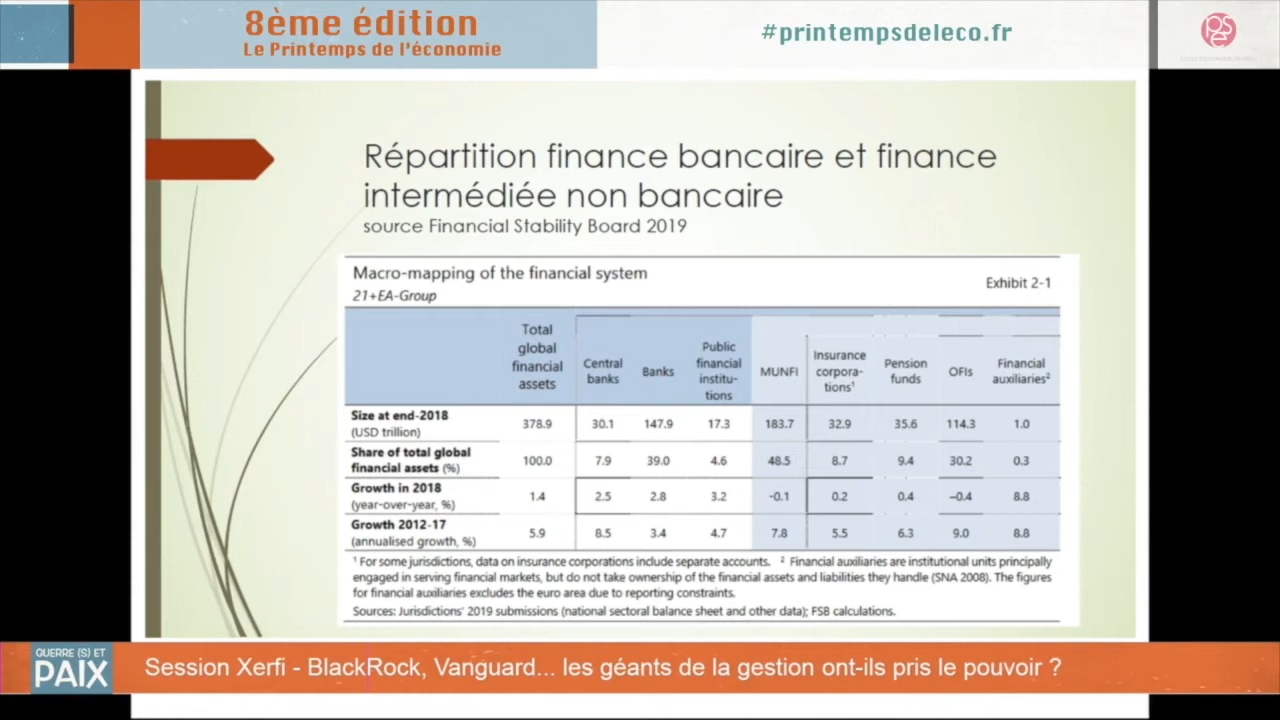 8ème édition
Le Printemps de l'économie
#printempsdeleco.fr
PSE
Répartition finance bancaire et finance
intermédiée non bancaire
source Financial Stability Board 2019
Macro-mapping of the financial system
21+EA-Group
Exhibit 2-1
Total global financial assets
Central banks
Banks
Public financial institu-tions
MUNFI
Insurance corpora-tions¹
Pension funds
OFIs
Financial auxiliaries²
Size at end-2018 (USD trillion) 378.9 30.1 147.9 17.3 183.7 32.9 35.6 114.3 1.0
Share of total global financial assets (%) 100.0 7.9 39.0 4.6 48.5 8.7 9.4 30.2 0.3
Growth in 2018 (year-over-year, %) 1.4 2.5 2.8 3.2 -0.1 0.2 0.4 –0.4 8.8
Growth 2012-17 (annualised growth, %) 5.9 8.5 3.4 4.7 7.8 5.5 6.3 9.0 8.8
¹ For some jurisdictions, data on insurance corporations include separate accounts. ² Financial auxiliaries are institutional units principally
engaged in serving financial markets, but do not take ownership of the financial assets and liabilities they handle (SNA 2008). The figures
for financial auxiliaries excludes the euro area due to reporting constraints.
Sources: Jurisdictions' 2019 submissions (national sectoral balance sheet and other data); FSB calculations.
GUERRE (S) ET
PAIX
Session Xerfi - BlackRock, Vanguard... les géants de la gestion ont-ils pris le pouvoir ?